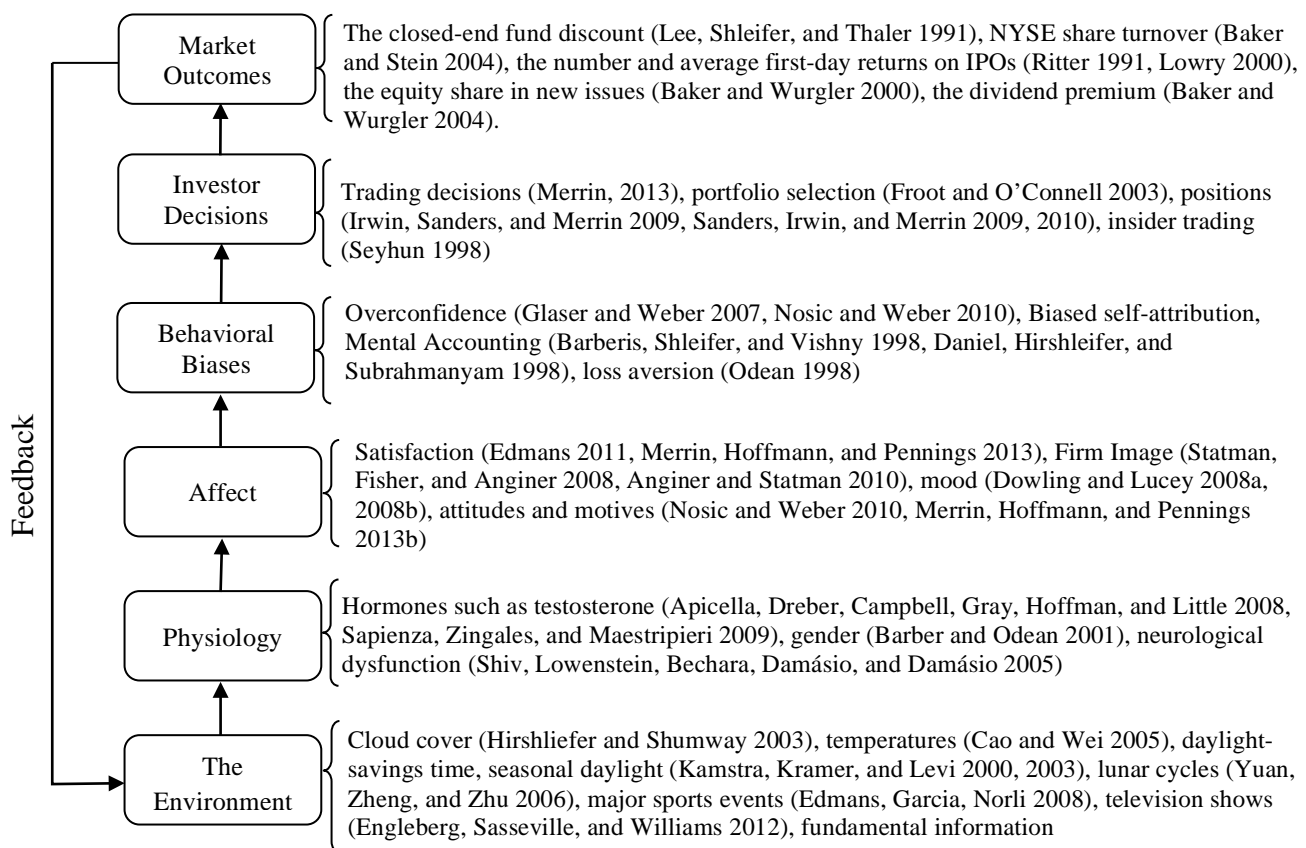 Market
Outcomes
The closed-end fund discount (Lee, Shleifer, and Thaler 1991), NYSE share turnover (Baker
and Stein 2004), the number and average first-day returns on IPOs (Ritter 1991, Lowry 2000),
the equity share in new issues (Baker and Wurgler 2000), the dividend premium (Baker and
Wurgler 2004).
Investor
Decisions
Trading decisions (Merrin, 2013), portfolio selection (Froot and O’Connell 2003), positions
(Irwin, Sanders, and Merrin 2009, Sanders, Irwin, and Merrin 2009, 2010), insider trading
(Seyhun 1998)
Behavioral
Biases
Overconfidence (Glaser and Weber 2007, Nosic and Weber 2010), Biased self-attribution,
Mental Accounting (Barberis, Shleifer, and Vishny 1998, Daniel, Hirshleifer, and
Subrahmanyam 1998), loss aversion (Odean 1998)
Feedback
Affect
Satisfaction (Edmans 2011, Merrin, Hoffmann, and Pennings 2013), Firm Image (Statman,
Fisher, and Anginer 2008, Anginer and Statman 2010), mood (Dowling and Lucey 2008a,
2008b), attitudes and motives (Nosic and Weber 2010, Merrin, Hoffmann, and Pennings
2013b)
Physiology
Hormones such as testosterone (Apicella, Dreber, Campbell, Gray, Hoffman, and Little 2008,
Sapienza, Zingales, and Maestripieri 2009), gender (Barber and Odean 2001), neurological
dysfunction (Shiv, Lowenstein, Bechara, Damásio, and Damásio 2005)
The
Environment
Cloud cover (Hirshliefer and Shumway 2003), temperatures (Cao and Wei 2005), daylight-
savings time, seasonal daylight (Kamstra, Kramer, and Levi 2000, 2003), lunar cycles (Yuan,
Zheng, and Zhu 2006), major sports events (Edmans, Garcia, Norli 2008), television shows
(Engleberg, Sasseville, and Williams 2012), fundamental information